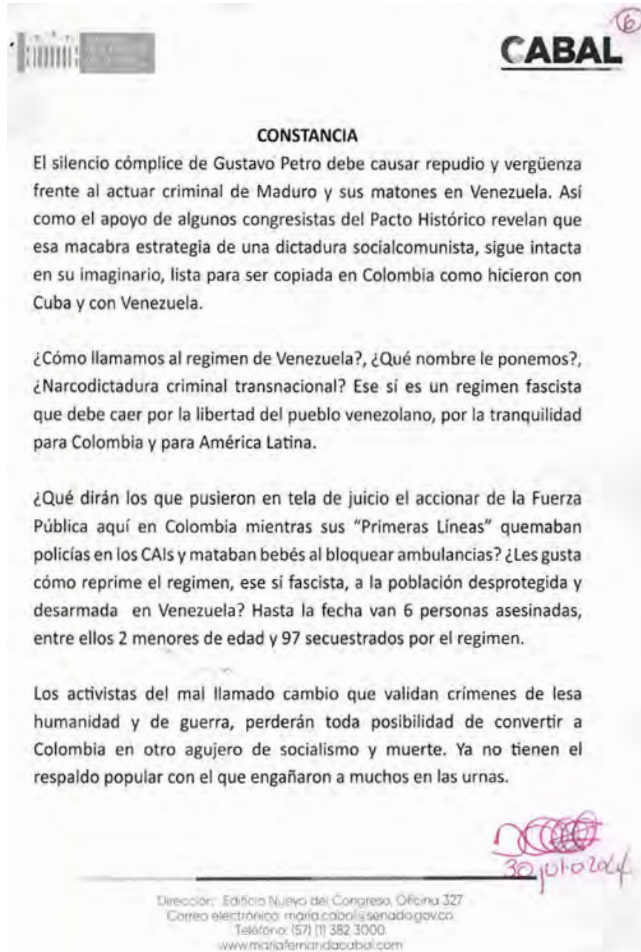 6
CABAL
CONSTANCIA
El silencio cómplice de Gustavo Petro debe causar repudio y vergüenza
frente al actuar criminal de Maduro y sus matones en Venezuela. Así
como el apoyo de algunos congresistas del Pacto Histórico revelan que
esa macabra estrategia de una dictadura socialcomunista, sigue intacta
en su imaginario, lista para ser copiada en Colombia como hicieron con
Cuba y con Venezuela.
¿Cómo llamamos al regimen de Venezuela?, ¿Qué nombre le ponemos?,
¿Narcodictadura criminal transnacional? Ese sí es un regimen fascista
que debe caer por la libertad del pueblo venezolano, por la tranquilidad
para Colombia y para América Latina.
¿Qué dirán los que pusieron en tela de juicio el accionar de la Fuerza
Pública aquí en Colombia mientras sus "Primeras Líneas" quemaban
policías en los CAIs y mataban bebés al bloquear ambulancias? ¿Les gusta
cómo reprime el regimen, ese si fascista, a la población desprotegida y
desarmada en Venezuela? Hasta la fecha van 6 personas asesinadas,
entre ellos 2 menores de edad y 97 secuestrados por el regimen.
Los activistas del mal llamado cambio que validan crímenes de lesa
humanidad y de guerra, perderán toda posibilidad de convertir a
Colombia en otro agujero de socialismo y muerte. Ya no tienen el
respaldo popular con el que engañaron a muchos en las urnas.
30 julio 2024
Dirección: Edificio Nuevo del Congreso, Oficina 327
Correo electrónico: maria.cabal@senado.gov.co
Teléfono: (57) (1) 382 3000
www.mariafernandacabal.com